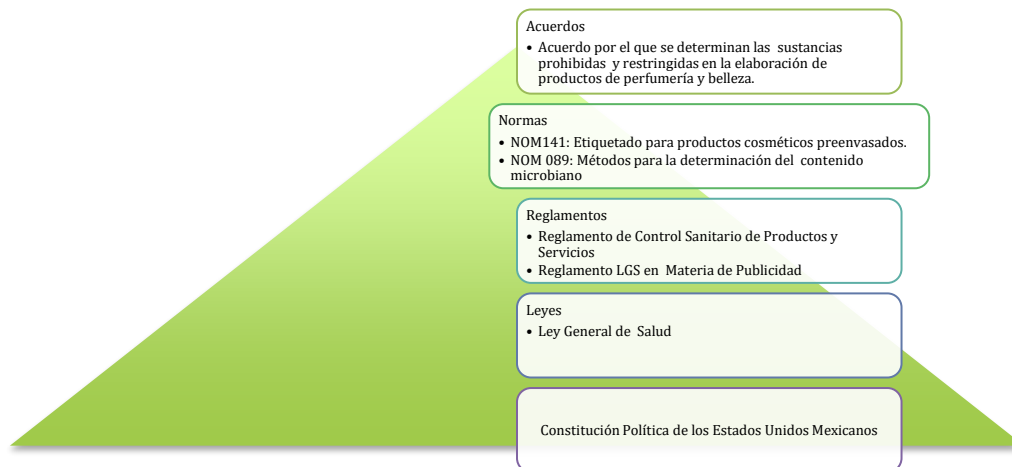 Acuerdos
• Acuerdo por el que se determinan las sustancias
prohibidas y restringidas en la elaboración de
productos de perfumería y belleza.
Normas
• NOM141: Etiquetado para productos cosméticos preenvasados.
• NOM 089: Métodos para la determinación del contenido
microbiano
Reglamentos
• Reglamento de Control Sanitario de Productos y
Servicios
• Reglamento LGS en Materia de Publicidad
Leyes
• Ley General de Salud
Constitución Política de los Estados Unidos Mexicanos